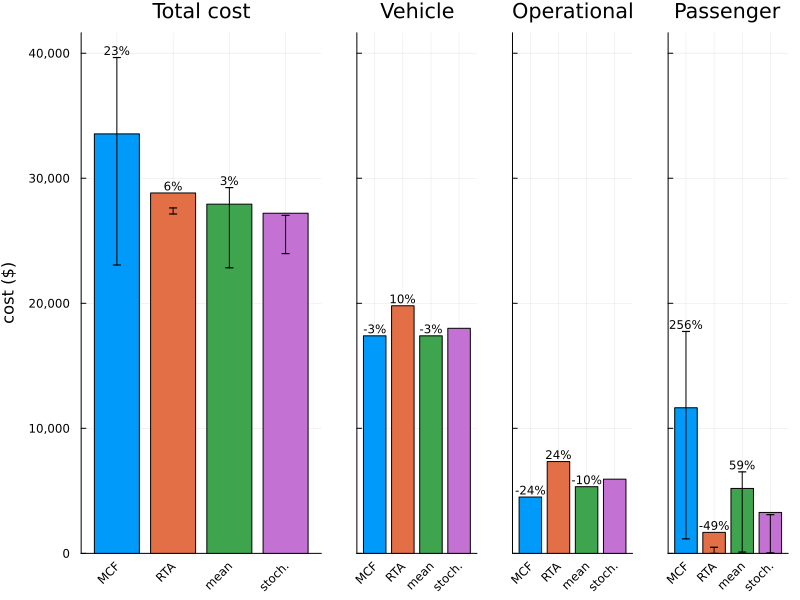 Total cost
Vehicle
Operational
Passenger
cost ($)
40,000
30,000
20,000
10,000
0
23%
6%
3%
MCF
RTA
mean
stoch.
-3%
10%
-3%
MCF
RTA
mean
stoch.
-24%
24%
-10%
MCF
RTA
mean
stoch.
256%
-49%
59%
MCF
RTA
mean
stoch.